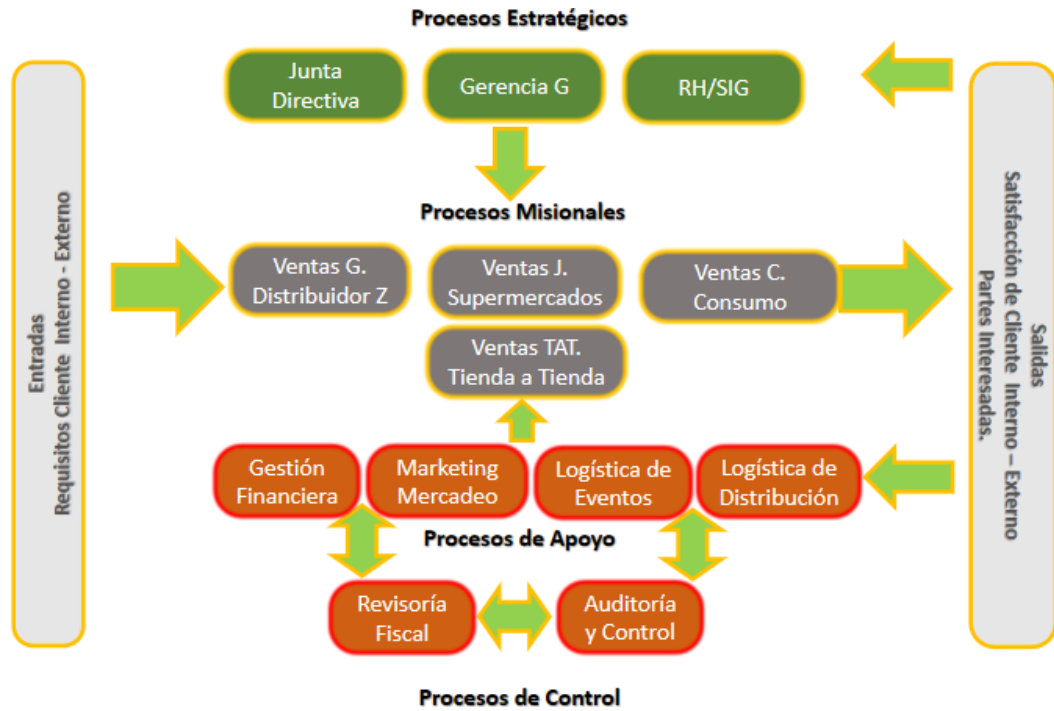 Procesos Estratégicos
Junta
Directiva
Gerencia G
RH/SIG
Entradas
Requisitos Cliente Interno - Externo
Procesos Misionales
Ventas G.
Distribuidor Z
Ventas J.
Supermercados
Ventas C.
Consumo
Ventas TAT.
Tienda a Tienda
Salidas
Satisfacción de Cliente Interno – Externo
Partes Interesadas.
Gestión
Financiera
Marketing
Mercadeo
Logística de
Eventos
Logística de
Distribución
Procesos de Apoyo
Revisoría
Fiscal
Auditoría
y Control
Procesos de Control